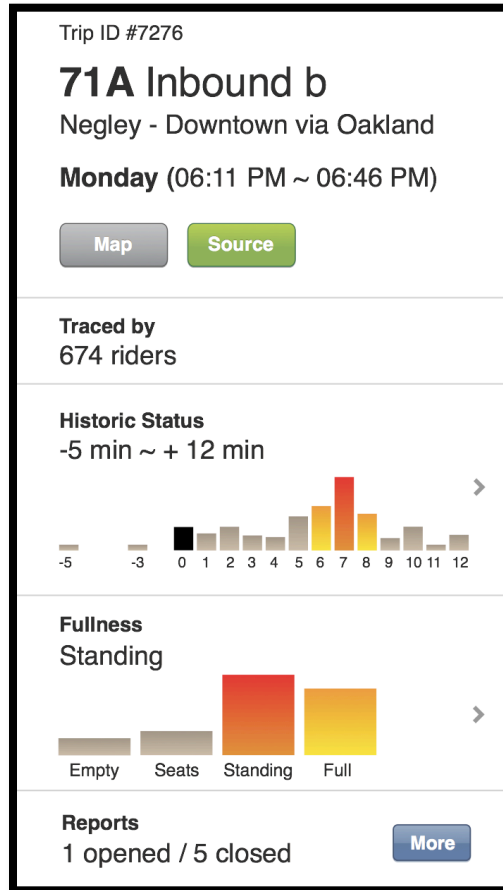 Trip ID #7276
71A Inbound b
Negley - Downtown via Oakland
Monday (06:11 PM ~ 06:46 PM)
Map Source
Traced by
674 riders
Historic Status
-5 min ~ + 12 min
-5 -3 0 1 2 3 4 5 6 7 8 9 10 11 12
Fullness
Standing
Empty Seats Standing Full
Reports
1 opened / 5 closed
More